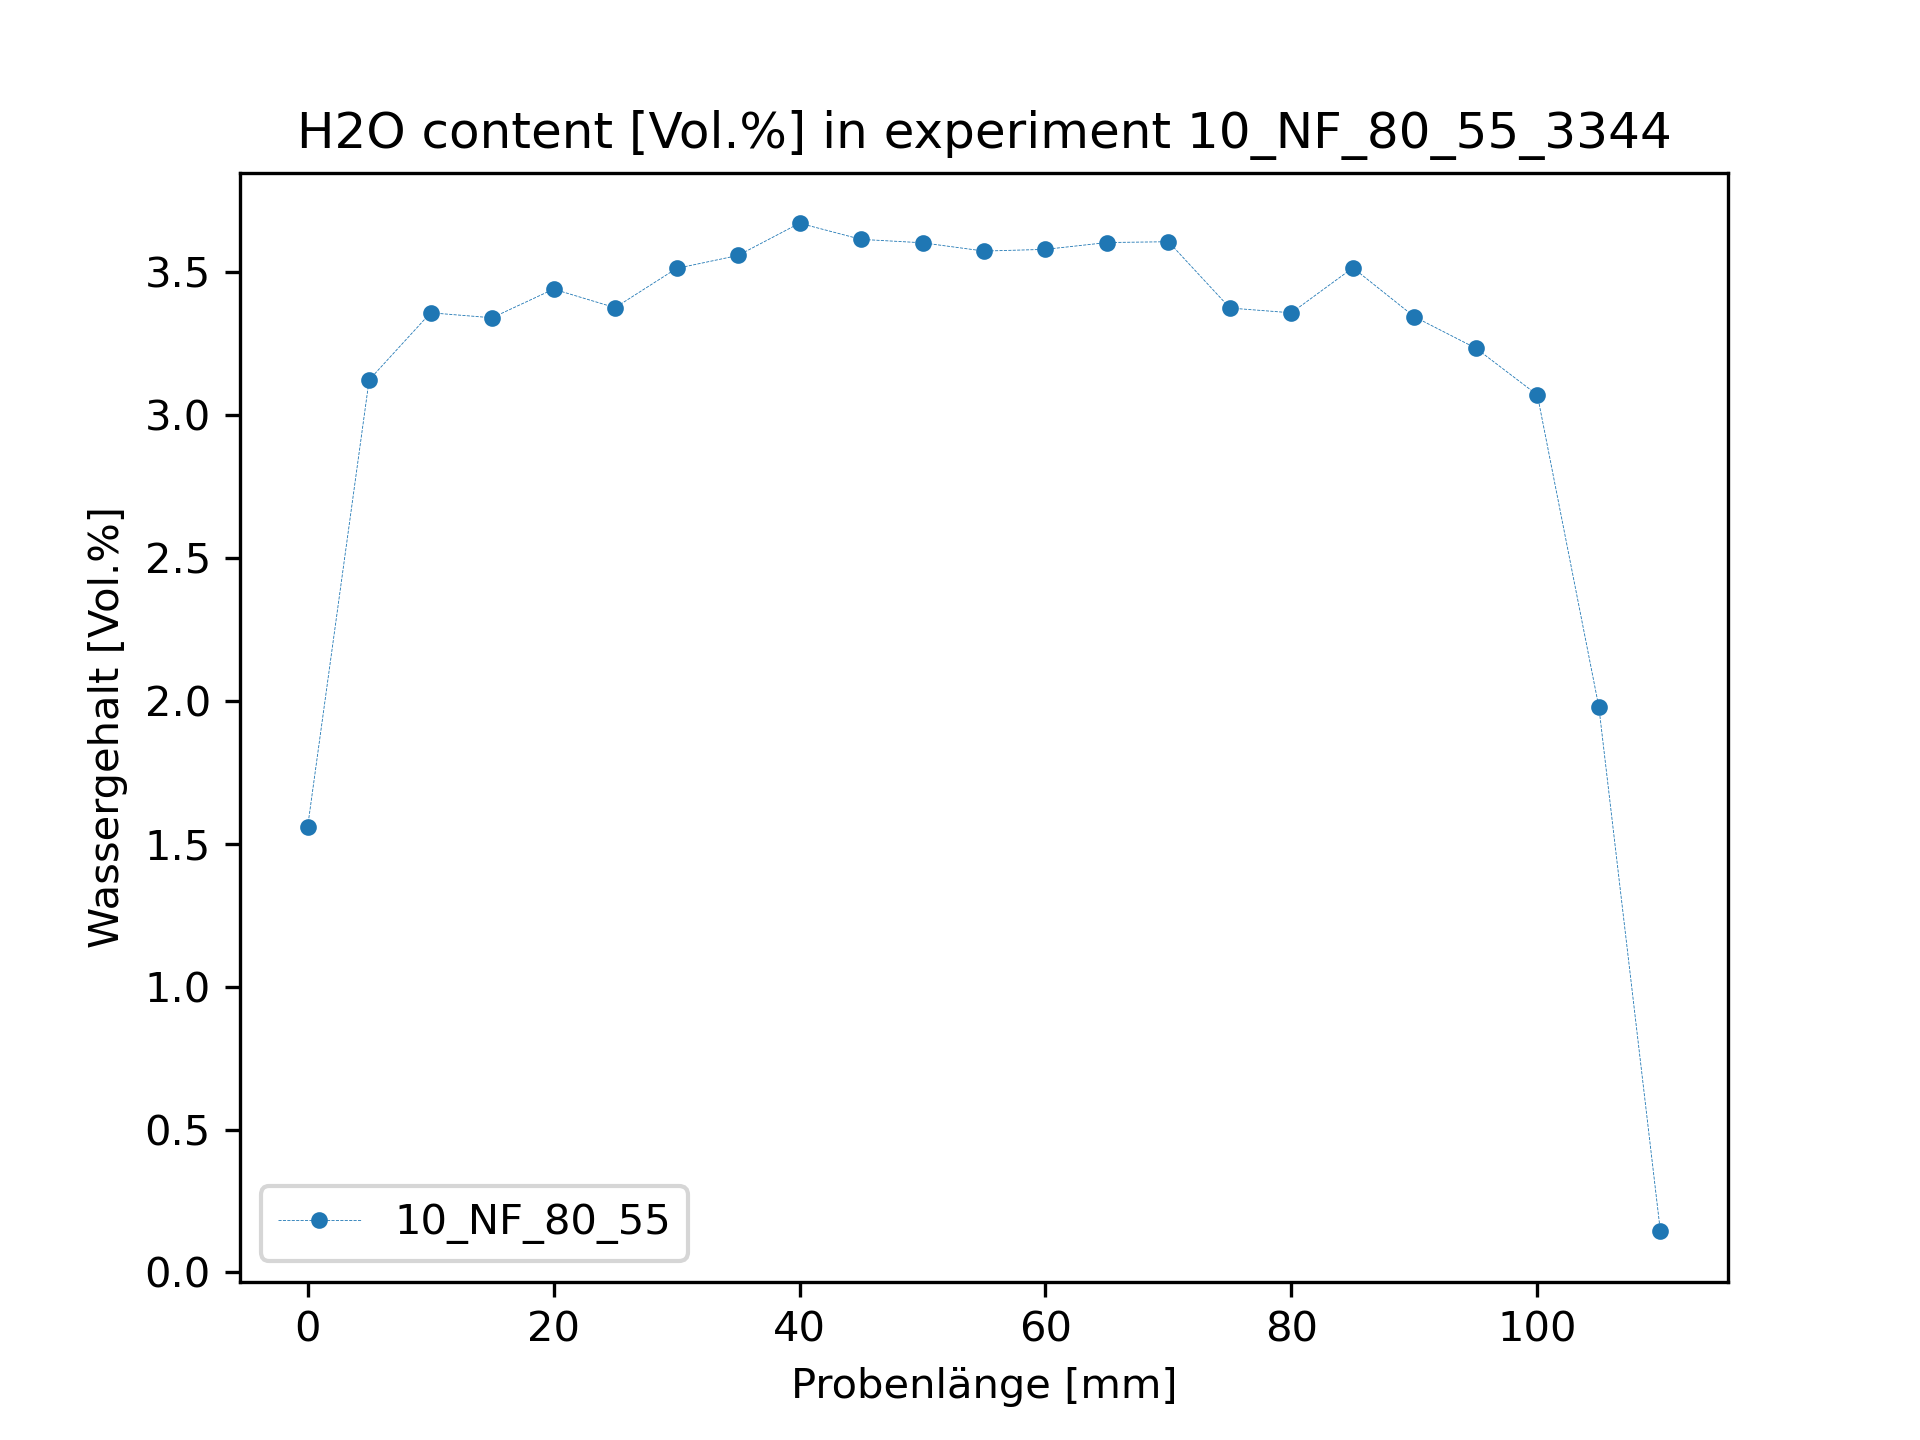 H2O content [Vol.%] in experiment 10_NF_80_55_3344
Wassergehalt [Vol.%]
3.5
3.0
2.5
2.0
1.5
1.0
0.5
0.0
10_NF_80_55
0 20 40 60 80 100
Probenlänge [mm]